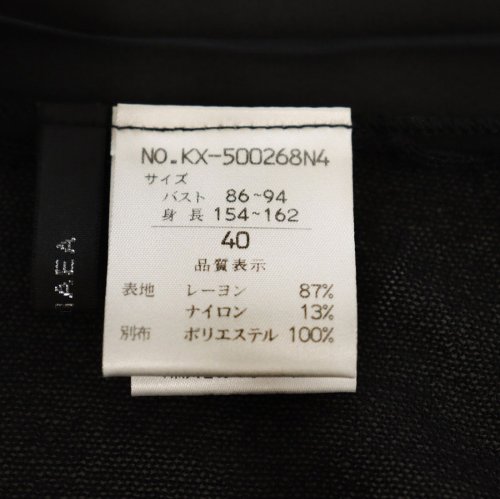 NO.KX-500268N4
サイズ
バスト 86~94
身長 154~162
40
品質表示
表地 レーヨン 87%
ナイロン 13%
別布 ポリエステル 100%